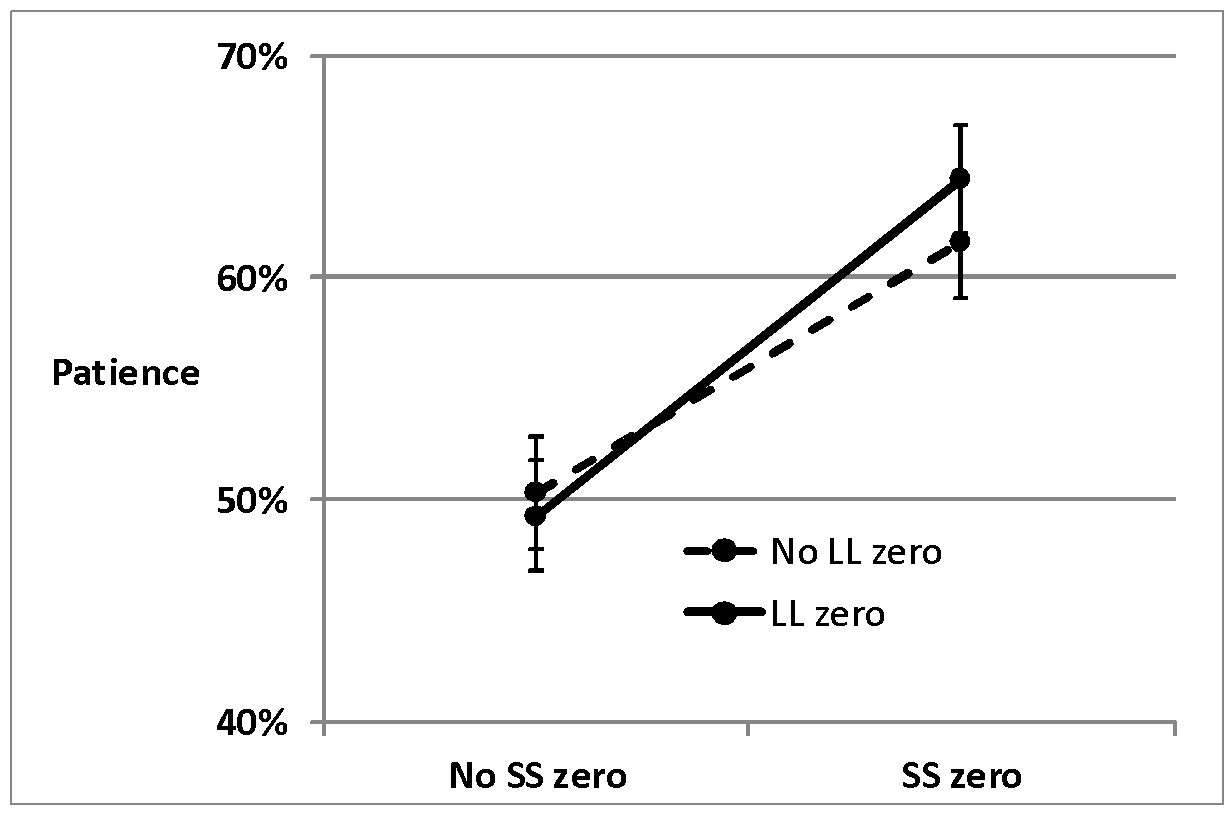 70%
60%
Patience
50%
No LL zero
LL zero
40%
No SS zero
SS zero